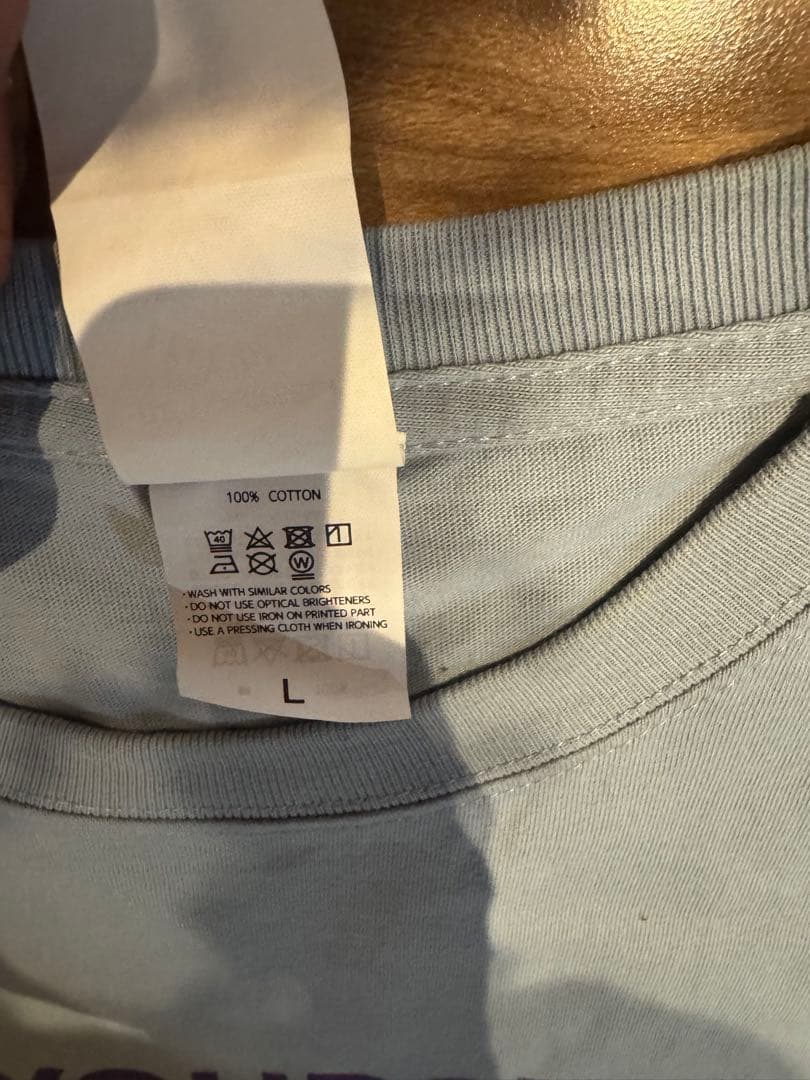 100% COTTON
40
W
· WASH WITH SIMILAR COLORS
· DO NOT USE OPTICAL BRIGHTENERS
· DO NOT USE IRON ON PRINTED PART
· USE A PRESSING CLOTH WHEN IRONING
L